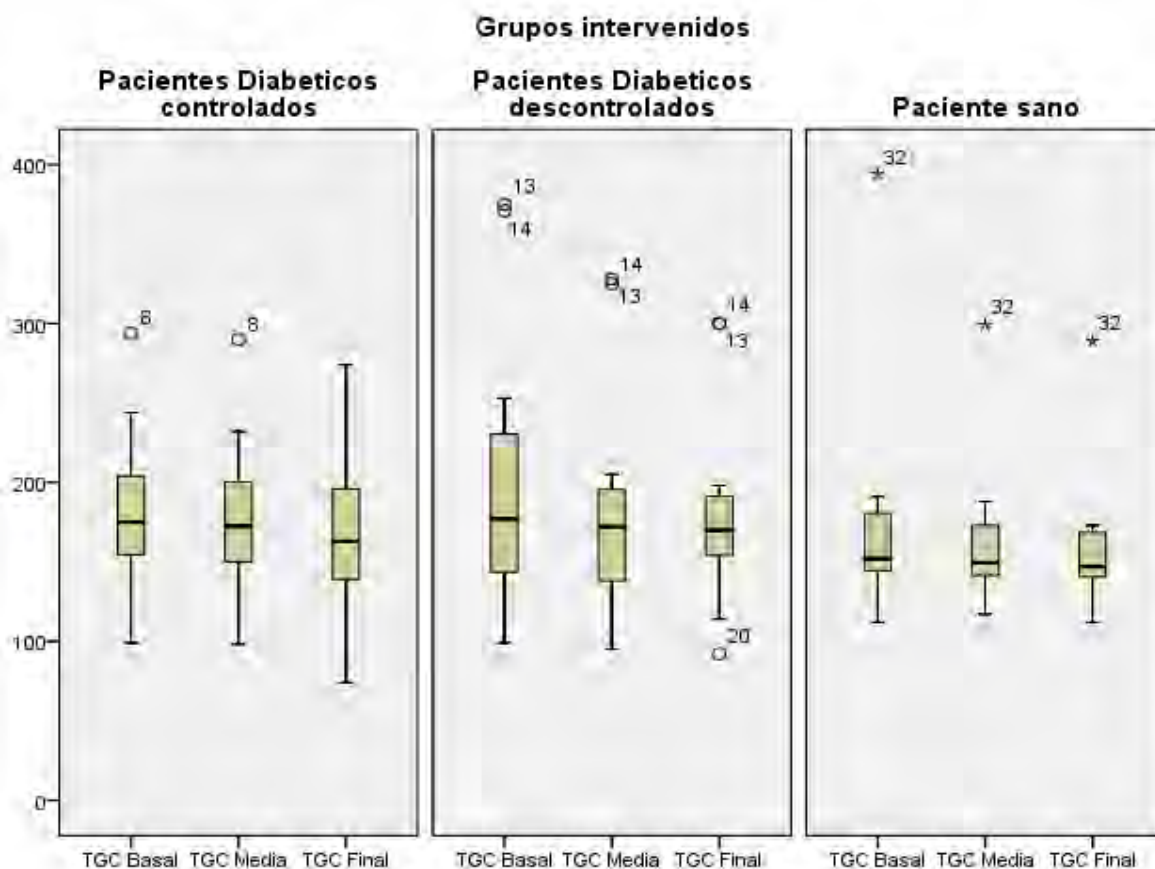 Grupos intervenidos
Pacientes Diabeticos
controlados
Pacientes Diabeticos
descontrolados
Paciente sano
400
300
200
100
0
8
8
13
14
14
13
14
13
20
32
32
32
TGC Basal TGC Media TGC Final
TGC Basal TGC Media TGC Final
TGC Basal TGC Media TGC Final